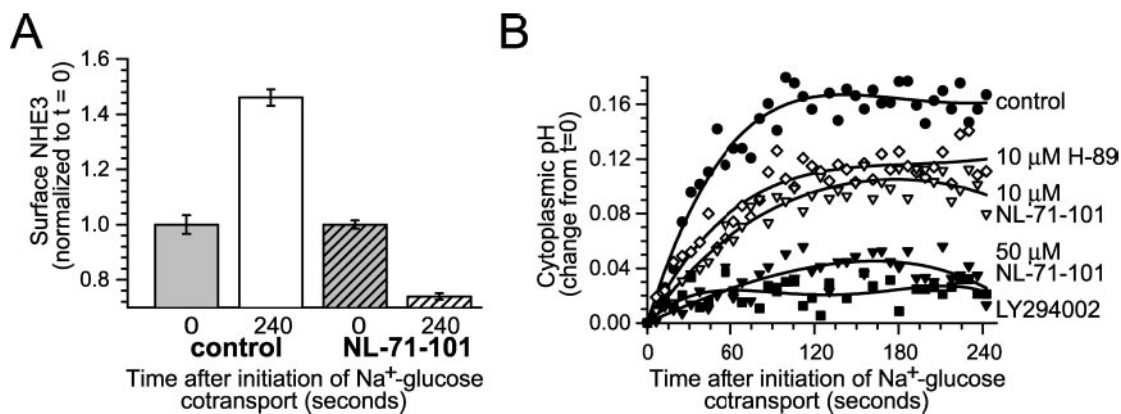 A
Surface NHE3
(normalized to t = 0)
1.6
1.4
1.2
1.0
0.8
0
240
0
240
control
NL-71-101
Time after initiation of Na⁺-glucose
cotransport (seconds)
B
Cytoplasmic pH
(change from t=0)
0.16
0.12
0.08
0.04
0.00
0
60
120
180
240
control
10 μM H-89
10 μM
NL-71-101
50 μM
NL-71-101
LY294002
Time after initiation of Na⁺-glucose
cotransport (seconds)